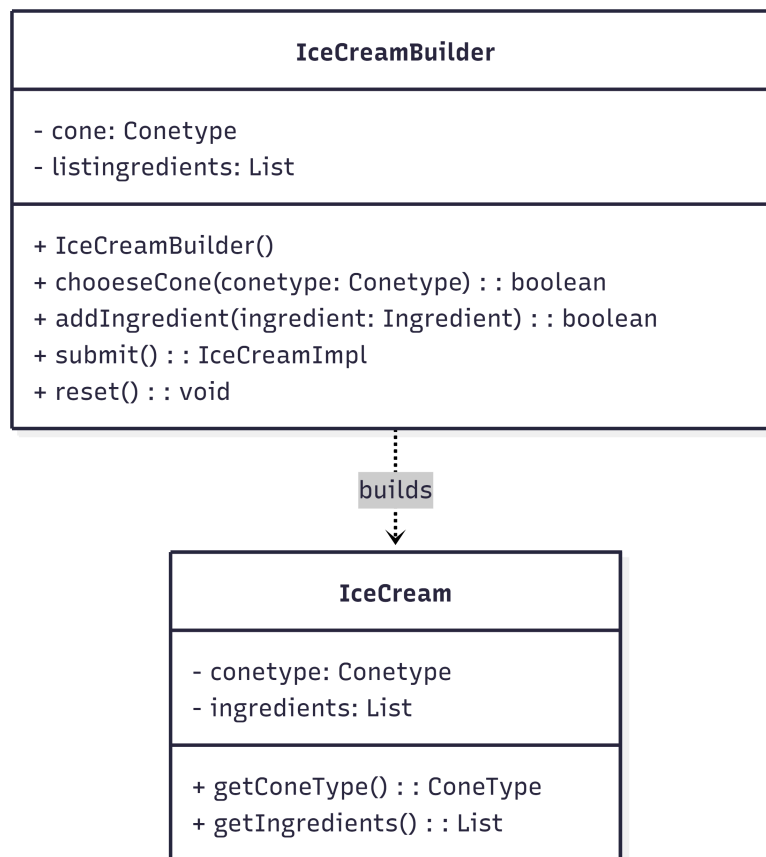 IceCreamBuilder
- cone: Conetype
- listingredients: List
+ IceCreamBuilder()
+ chooeseCone(conetype: Conetype) : : boolean
+ addIngredient(ingredient: Ingredient) : : boolean
+ submit() : : IceCreamImpl
+ reset() : : void
builds
IceCream
- conetype: Conetype
- ingredients: List
+ getConeType() : : ConeType
+ getIngredients() : : List